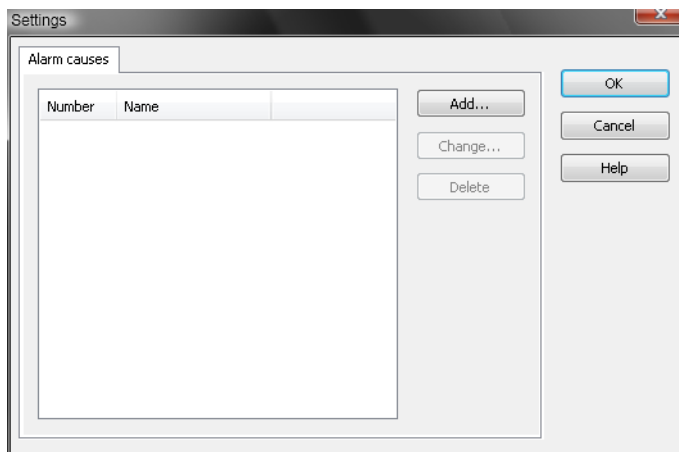 Settings
Alarm causes
Number Name
Add...
Change...
Delete
OK
Cancel
Help